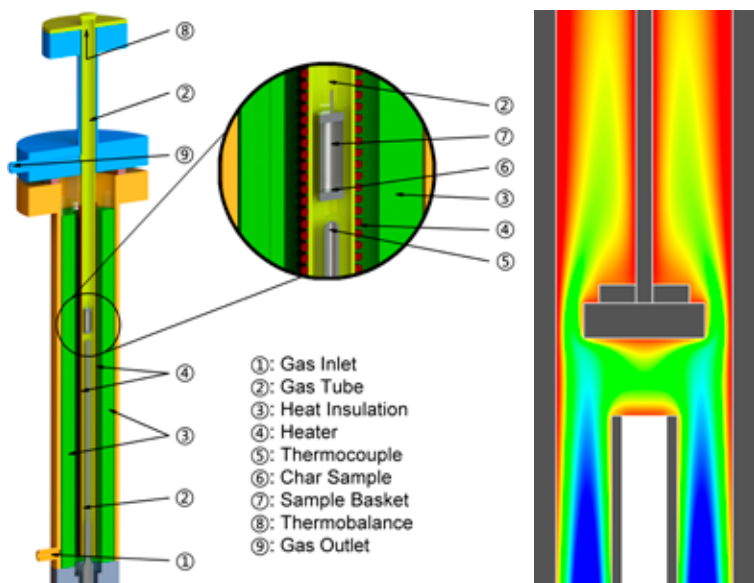 ⑧
②
⑨
④
③
②
①
②
⑦
⑥
③
④
⑤
①: Gas Inlet
②: Gas Tube
③: Heat Insulation
④: Heater
⑤: Thermocouple
⑥: Char Sample
⑦: Sample Basket
⑧: Thermobalance
⑨: Gas Outlet